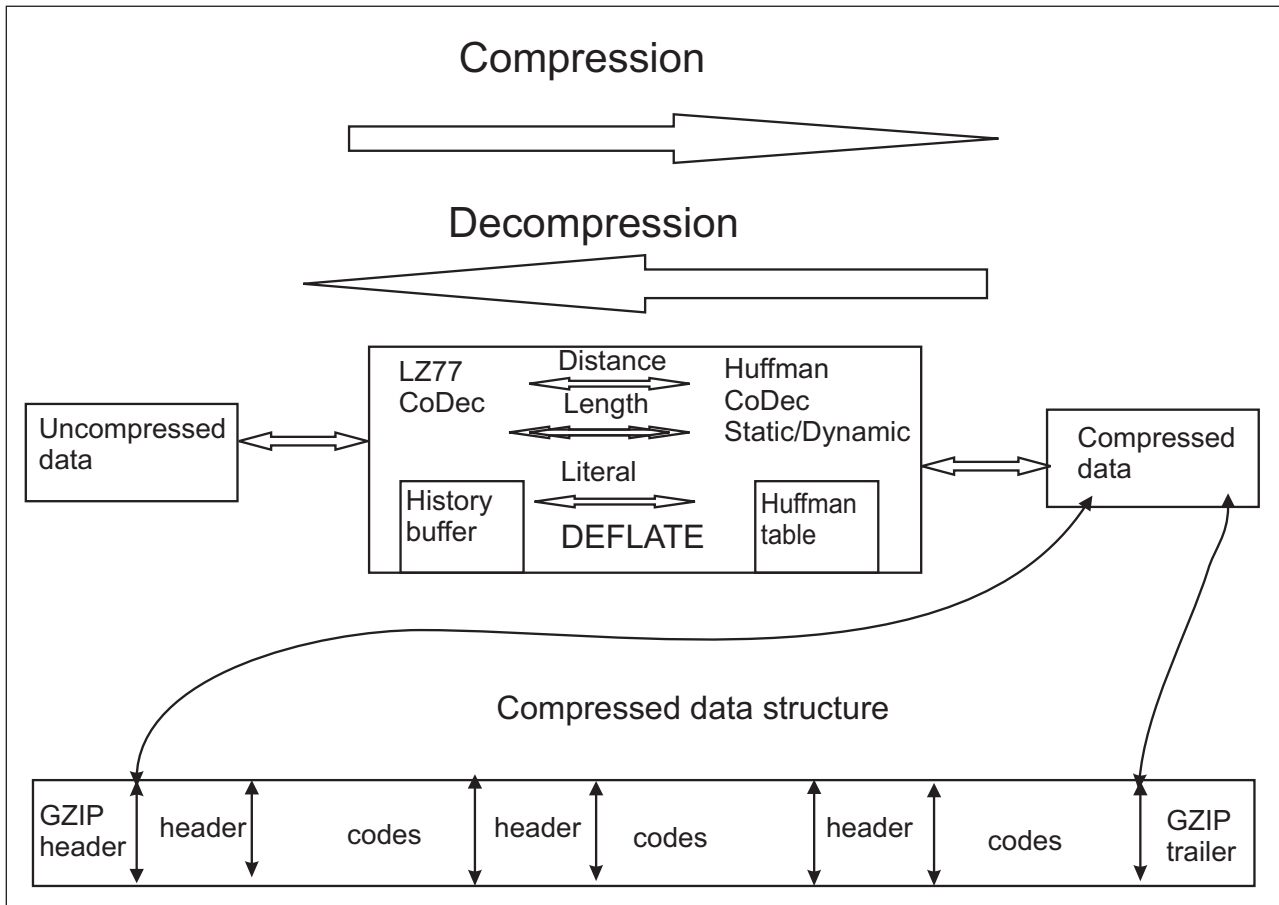 Compression
Decompression
LZ77
CoDec
Distance
Length
Literal
Huffman
CoDec
Static/Dynamic
Uncompressed
data
Compressed
data
History
buffer
DEFLATE
Huffman
table
Compressed data structure
GZIP
header
header
codes
header
codes
header
codes
GZIP
trailer